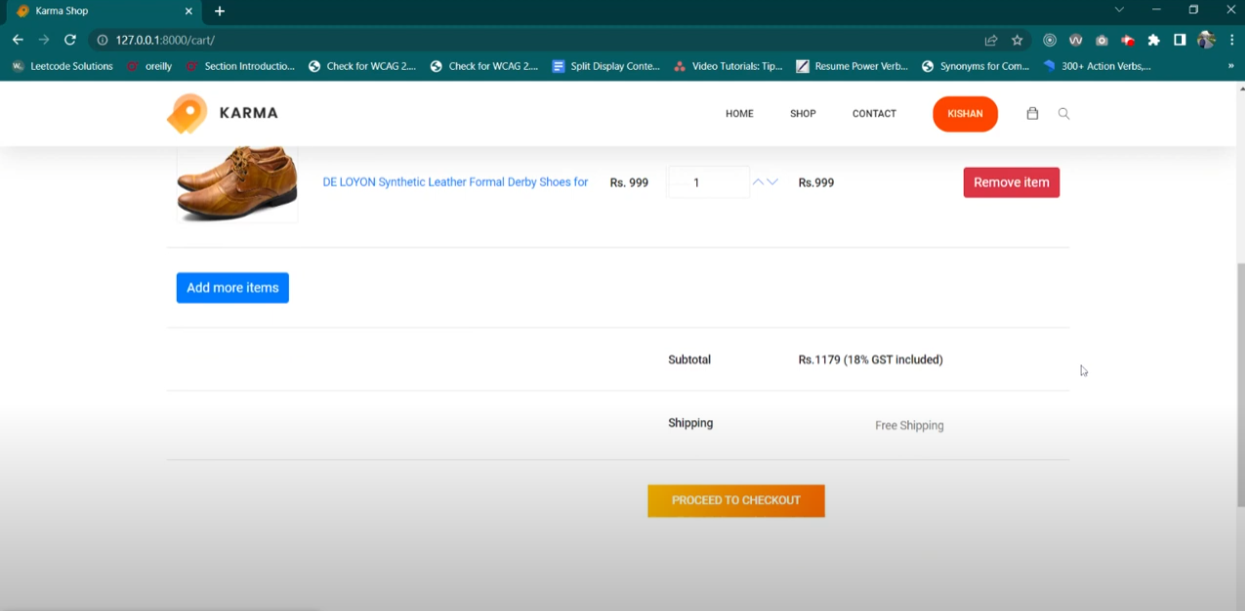 Karma Shop
127.0.0.1:8000/cart/
Leetcode Solutions oreilly Section Introductio... Check for WCAG 2.... Check for WCAG 2.... Split Display Conte... Video Tutorials: Tip... Resume Power Verb... Synonyms for Com... 300+ Action Verbs,... »
KARMA HOME SHOP CONTACT KISHAN
DE LOYON Synthetic Leather Formal Derby Shoes for Rs. 999 1 Rs.999 Remove item
Add more items
Subtotal Rs.1179 (18% GST included)
Shipping Free Shipping
PROCEED TO CHECKOUT